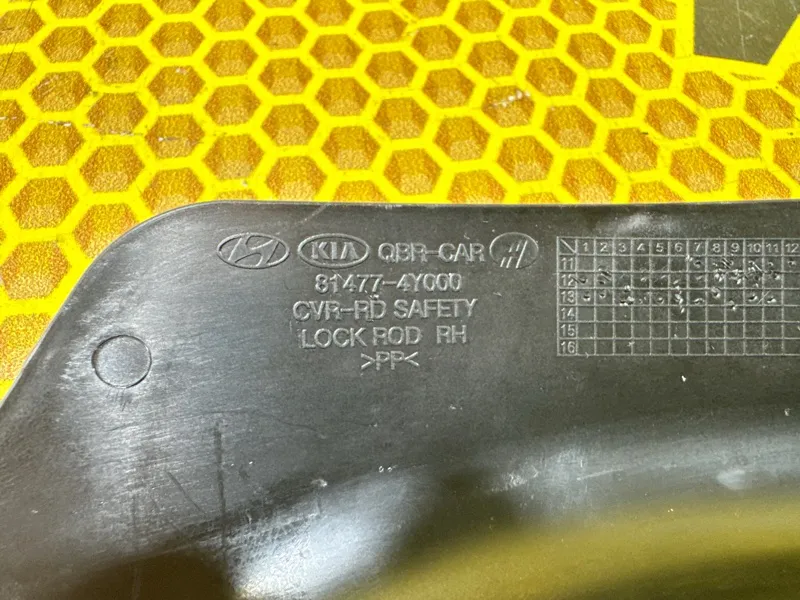 KIA QBR-CAR
81477-4Y000
CVR-RD SAFETY
LOCK ROD RH
>PP<
1 2 3 4 5 6 7 8 9 10 11 12
11
12
13
14
15
16